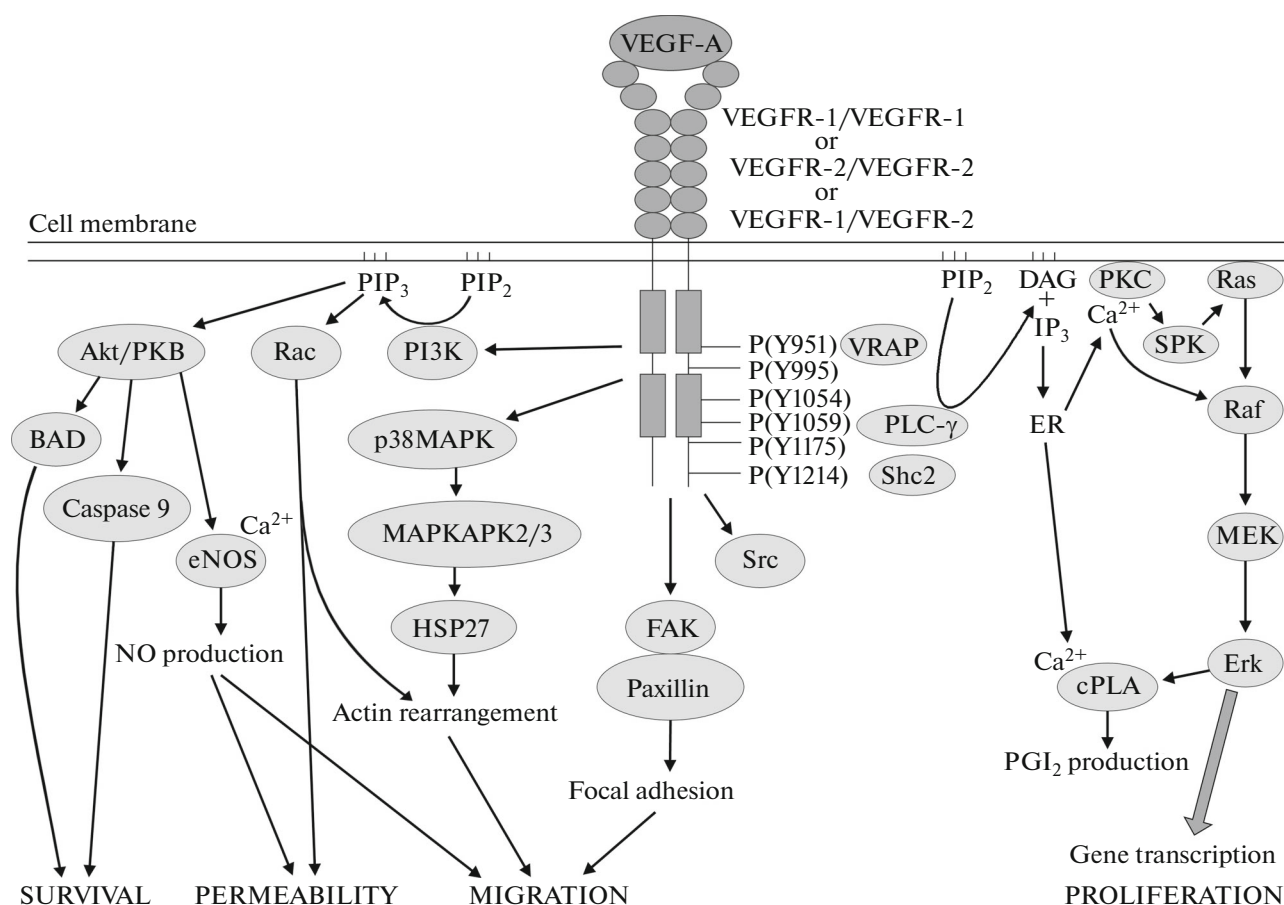 VEGF-A
VEGFR-1/VEGFR-1
or
VEGFR-2/VEGFR-2
or
VEGFR-1/VEGFR-2
Cell membrane
PIP3
PIP2
PIP2
DAG
+
IP3
PKC
Ca2+
SPK
Ras
Akt/PKB
Rac
PI3K
P(Y951)
VRAP
P(Y995)
P(Y1054)
P(Y1059)
PLC-γ
P(Y1175)
P(Y1214)
Shc2
ER
Raf
BAD
p38MAPK
Caspase 9
Ca2+
eNOS
MAPKAPK2/3
Src
MEK
NO production
HSP27
FAK
Paxillin
Ca2+
cPLA
Erk
Actin rearrangement
PGI2 production
Focal adhesion
Gene transcription
SURVIVAL
PERMEABILITY
MIGRATION
PROLIFERATION